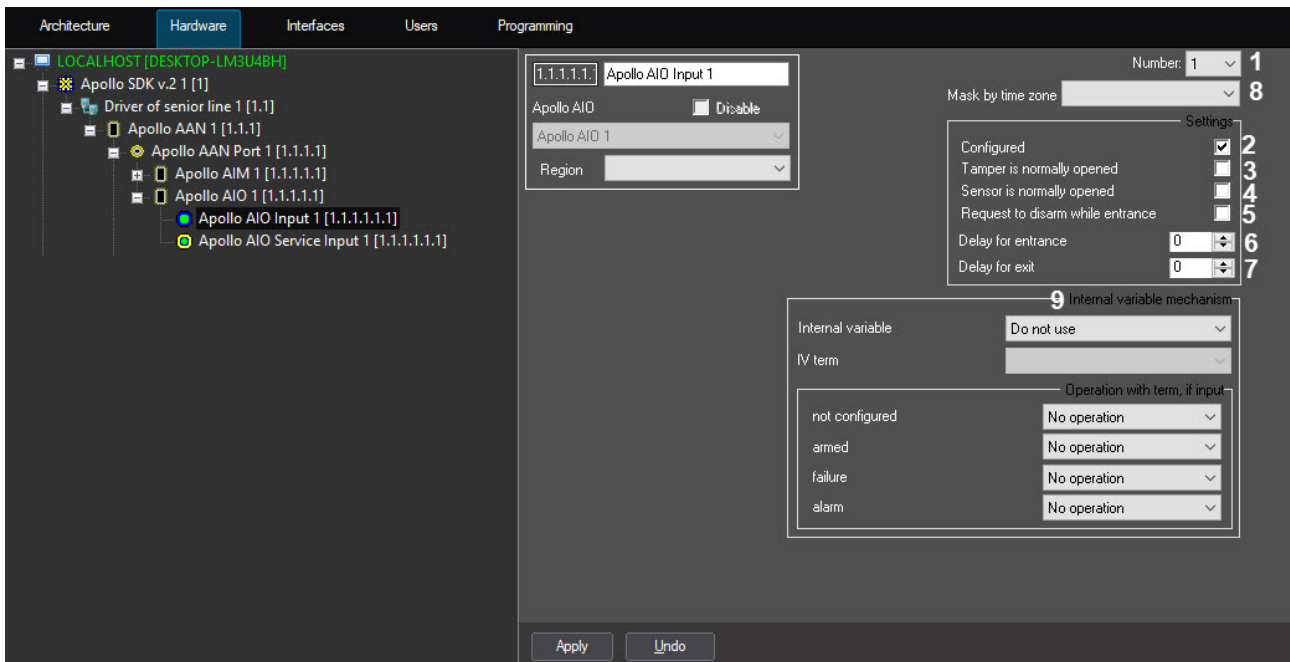 Architecture Hardware Interfaces Users Programming
LOCALHOST [DESKTOP-LM3U4BH]
Apollo SDK v.2 1 [1]
Driver of senior line 1 [1.1]
Apollo AAN 1 [1.1.1]
Apollo AAN Port 1 [1.1.1.1]
Apollo AIM 1 [1.1.1.1.1]
Apollo AIO 1 [1.1.1.1.1]
Apollo AIO Input 1 [1.1.1.1.1.1]
Apollo AIO Service Input 1 [1.1.1.1.1.1]
1.1.1.1.1. Apollo AIO Input 1
Apollo AIO Disable
Apollo AIO 1
Region
Number: 1 1
Mask by time zone 8
Settings
Configured 2
Tamper is normally opened 3
Sensor is normally opened 4
Request to disarm while entrance 5
Delay for entrance 0 6
Delay for exit 0 7
9 Internal variable mechanism
Internal variable Do not use
IV term
Operation with term, if input
not configured No operation
armed No operation
failure No operation
alarm No operation
Apply Undo